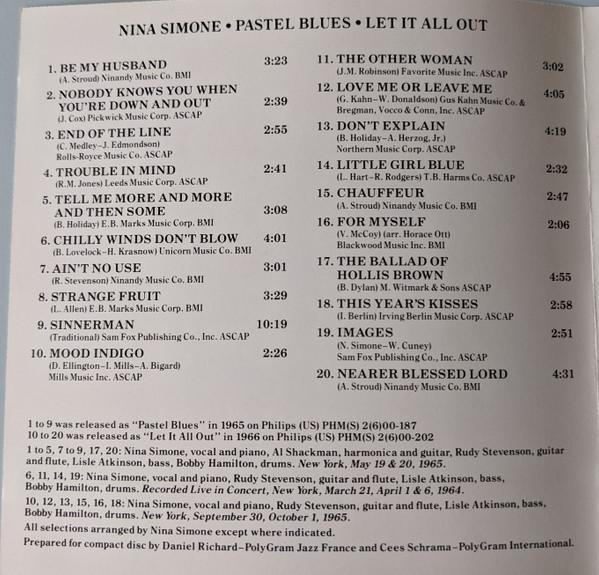 NINA SIMONE • PASTEL BLUES • LET IT ALL OUT
1. BE MY HUSBAND 3:23
(A. Stroud) Ninandy Music Co. BMI
2. NOBODY KNOWS YOU WHEN
YOU'RE DOWN AND OUT 2:39
(J. Cox) Pickwick Music Corp. ASCAP
3. END OF THE LINE 2:55
(C. Medley–J. Edmondson)
Rolls-Royce Music Co. ASCAP
4. TROUBLE IN MIND 2:41
(R.M. Jones) Leeds Music Corp. ASCAP
5. TELL ME MORE AND MORE
AND THEN SOME 3:08
(B. Holiday) E.B. Marks Music Corp. BMI
6. CHILLY WINDS DON'T BLOW 4:01
(B. Lovelock–H. Krasnow) Unicorn Music Co. BMI
7. AIN'T NO USE 3:01
(R. Stevenson) Ninandy Music Co. BMI
8. STRANGE FRUIT 3:29
(L. Allen) E.B. Marks Music Corp. BMI
9. SINNERMAN 10:19
(Traditional) Sam Fox Publishing Co., Inc. ASCAP
10. MOOD INDIGO 2:26
(D. Ellington–I. Mills–A. Bigard)
Mills Music Inc. ASCAP
11. THE OTHER WOMAN 3:02
(J.M. Robinson) Favorite Music Inc. ASCAP
12. LOVE ME OR LEAVE ME 4:05
(G. Kahn–W. Donaldson) Gus Kahn Music Co. &
Bregman, Vocco & Conn, Inc. ASCAP
13. DON'T EXPLAIN 4:19
(B. Holiday–A. Herzog, Jr.)
Northern Music Corp. ASCAP
14. LITTLE GIRL BLUE 2:32
(L. Hart–R. Rodgers) T.B. Harms Co. ASCAP
15. CHAUFFEUR 2:47
(A. Stroud) Ninandy Music Co. BMI
16. FOR MYSELF 2:06
(V. McCoy) (arr. Horace Ott)
Blackwood Music Inc. BMI
17. THE BALLAD OF
HOLLIS BROWN 4:55
(B. Dylan) M. Witmark & Sons ASCAP
18. THIS YEAR'S KISSES 2:58
(I. Berlin) Irving Berlin Music Corp. ASCAP
19. IMAGES 2:51
(N. Simone–W. Cuney)
Sam Fox Publishing Co., Inc. ASCAP
20. NEARER BLESSED LORD 4:31
(A. Stroud) Ninandy Music Co. BMI
1 to 9 was released as "Pastel Blues" in 1965 on Philips (US) PHM(S) 2(6)00-187
10 to 20 was released as "Let It All Out" in 1966 on Philips (US) PHM(S) 2(6)00-202
1 to 5, 7 to 9, 17, 20: Nina Simone, vocal and piano, Al Shackman, harmonica and guitar, Rudy Stevenson, guitar
and flute, Lisle Atkinson, bass, Bobby Hamilton, drums. New York, May 19 & 20, 1965.
6, 11, 14, 19: Nina Simone, vocal and piano, Rudy Stevenson, guitar and flute, Lisle Atkinson, bass,
Bobby Hamilton, drums. Recorded Live in Concert, New York, March 21, April 1 & 6, 1964.
10, 12, 13, 15, 16, 18: Nina Simone, vocal and piano, Rudy Stevenson, guitar and flute, Lisle Atkinson, bass,
Bobby Hamilton, drums. New York, September 30, October 1, 1965.
All selections arranged by Nina Simone except where indicated.
Prepared for compact disc by Daniel Richard–PolyGram Jazz France and Cees Schrama–PolyGram International.